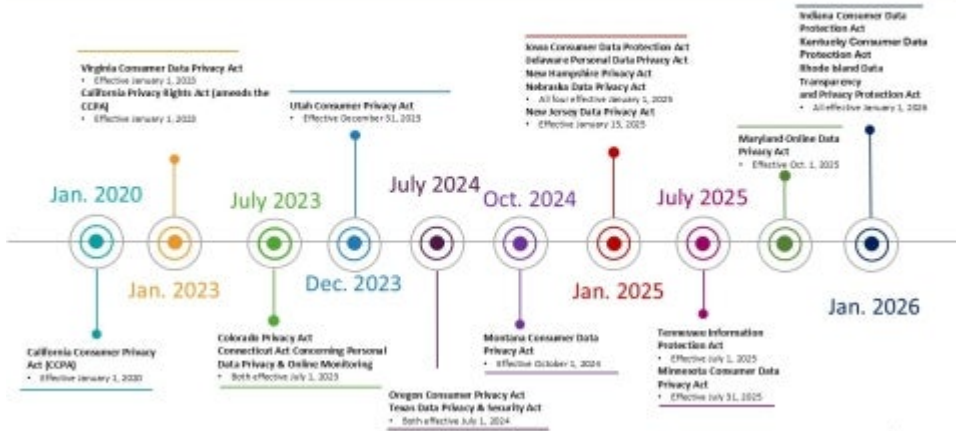 Indiana Consumer Data
Protection Act
Kentucky Consumer Data
Protection Act
Rhode Island Data
Transparency
and Privacy Protection Act
• All effective January 1, 2026
Iowa Consumer Data Protection Act
Delaware Personal Data Privacy Act
New Hampshire Privacy Act
Nebraska Data Privacy Act
• All four effective January 1, 2025
New Jersey Data Privacy Act
• Effective January 15, 2025
Virginia Consumer Data Privacy Act
• Effective January 1, 2023
California Privacy Rights Act (amends the
CCPA)
• Effective January 1, 2023
Utah Consumer Privacy Act
• Effective December 31, 2023
Maryland Online Data
Privacy Act
• Effective Oct. 1, 2025
Jan. 2020
July 2023
July 2024
Oct. 2024
July 2025
Jan. 2023
Dec. 2023
Jan. 2025
Jan. 2026
California Consumer Privacy
Act (CCPA)
• Effective January 1, 2020
Colorado Privacy Act
Connecticut Act Concerning Personal
Data Privacy & Online Monitoring
• Both effective July 1, 2023
Oregon Consumer Privacy Act
Texas Data Privacy & Security Act
• Both effective July 1, 2024
Montana Consumer Data
Privacy Act
• Effective October 1, 2024
Tennessee Information
Protection Act
• Effective July 1, 2025
Minnesota Consumer Data
Privacy Act
• Effective July 31, 2025